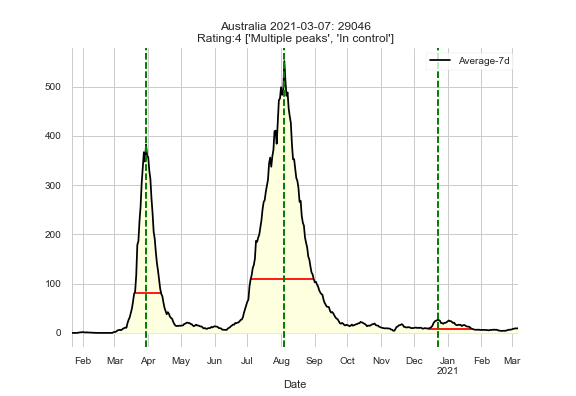 Australia 2021-03-07: 29046
Rating:4 ['Multiple peaks', 'In control']
Average-7d
500
400
300
200
100
0
Feb Mar Apr May Jun Jul Aug Sep Oct Nov Dec Jan Feb Mar
2021
Date